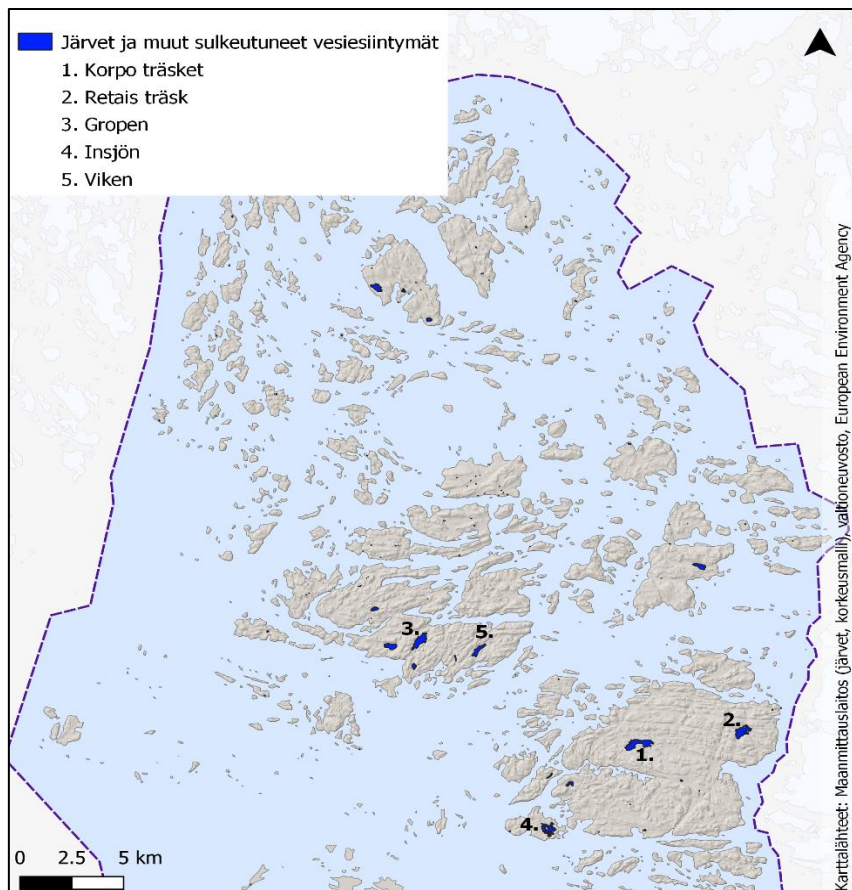 Järvet ja muut sulkeutuneet vesiesiintymät
1. Korpo träsket
2. Retais träsk
3. Gropen
4. Insjön
5. Viken
3.
5.
2.
1.
4.
0 2.5 5 km
Karttalähteet: Maanmittauslaitos (järvet, korkeusmalli), valtioneuvosto, European Environment Agency